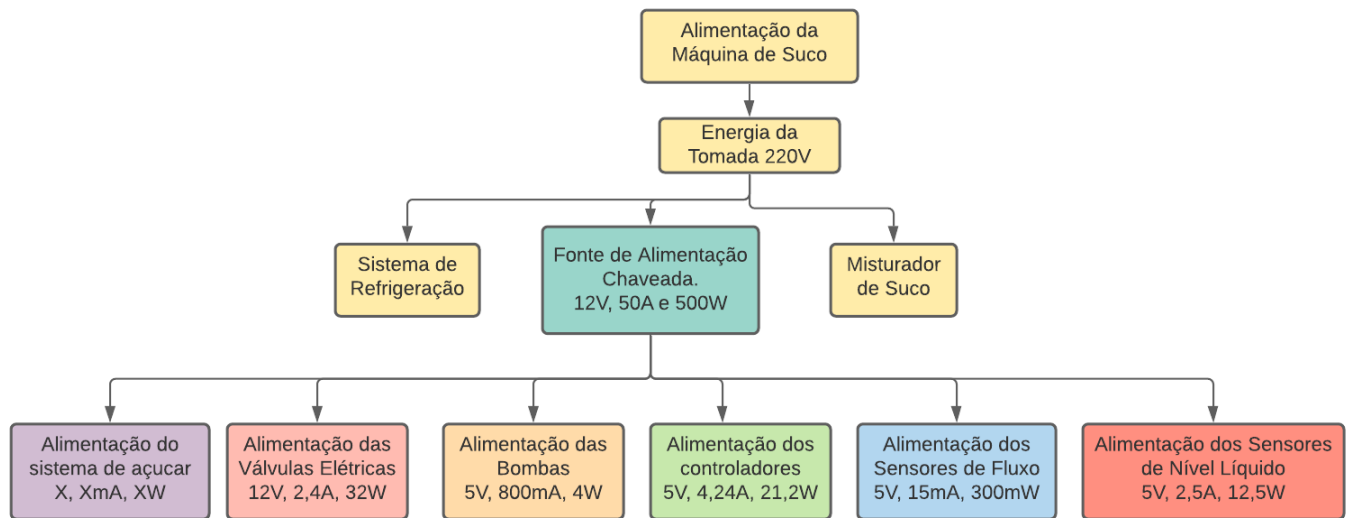 Alimentação da
Máquina de Suco
Energia da
Tomada 220V
Sistema de
Refrigeração
Fonte de Alimentação
Chaveada.
12V, 50A e 500W
Misturador
de Suco
Alimentação do
sistema de açucar
X, XmA, XW
Alimentação das
Válvulas Elétricas
12V, 2,4A, 32W
Alimentação das
Bombas
5V, 800mA, 4W
Alimentação dos
controladores
5V, 4,24A, 21,2W
Alimentação dos
Sensores de Fluxo
5V, 15mA, 300mW
Alimentação dos Sensores
de Nível Líquido
5V, 2,5A, 12,5W